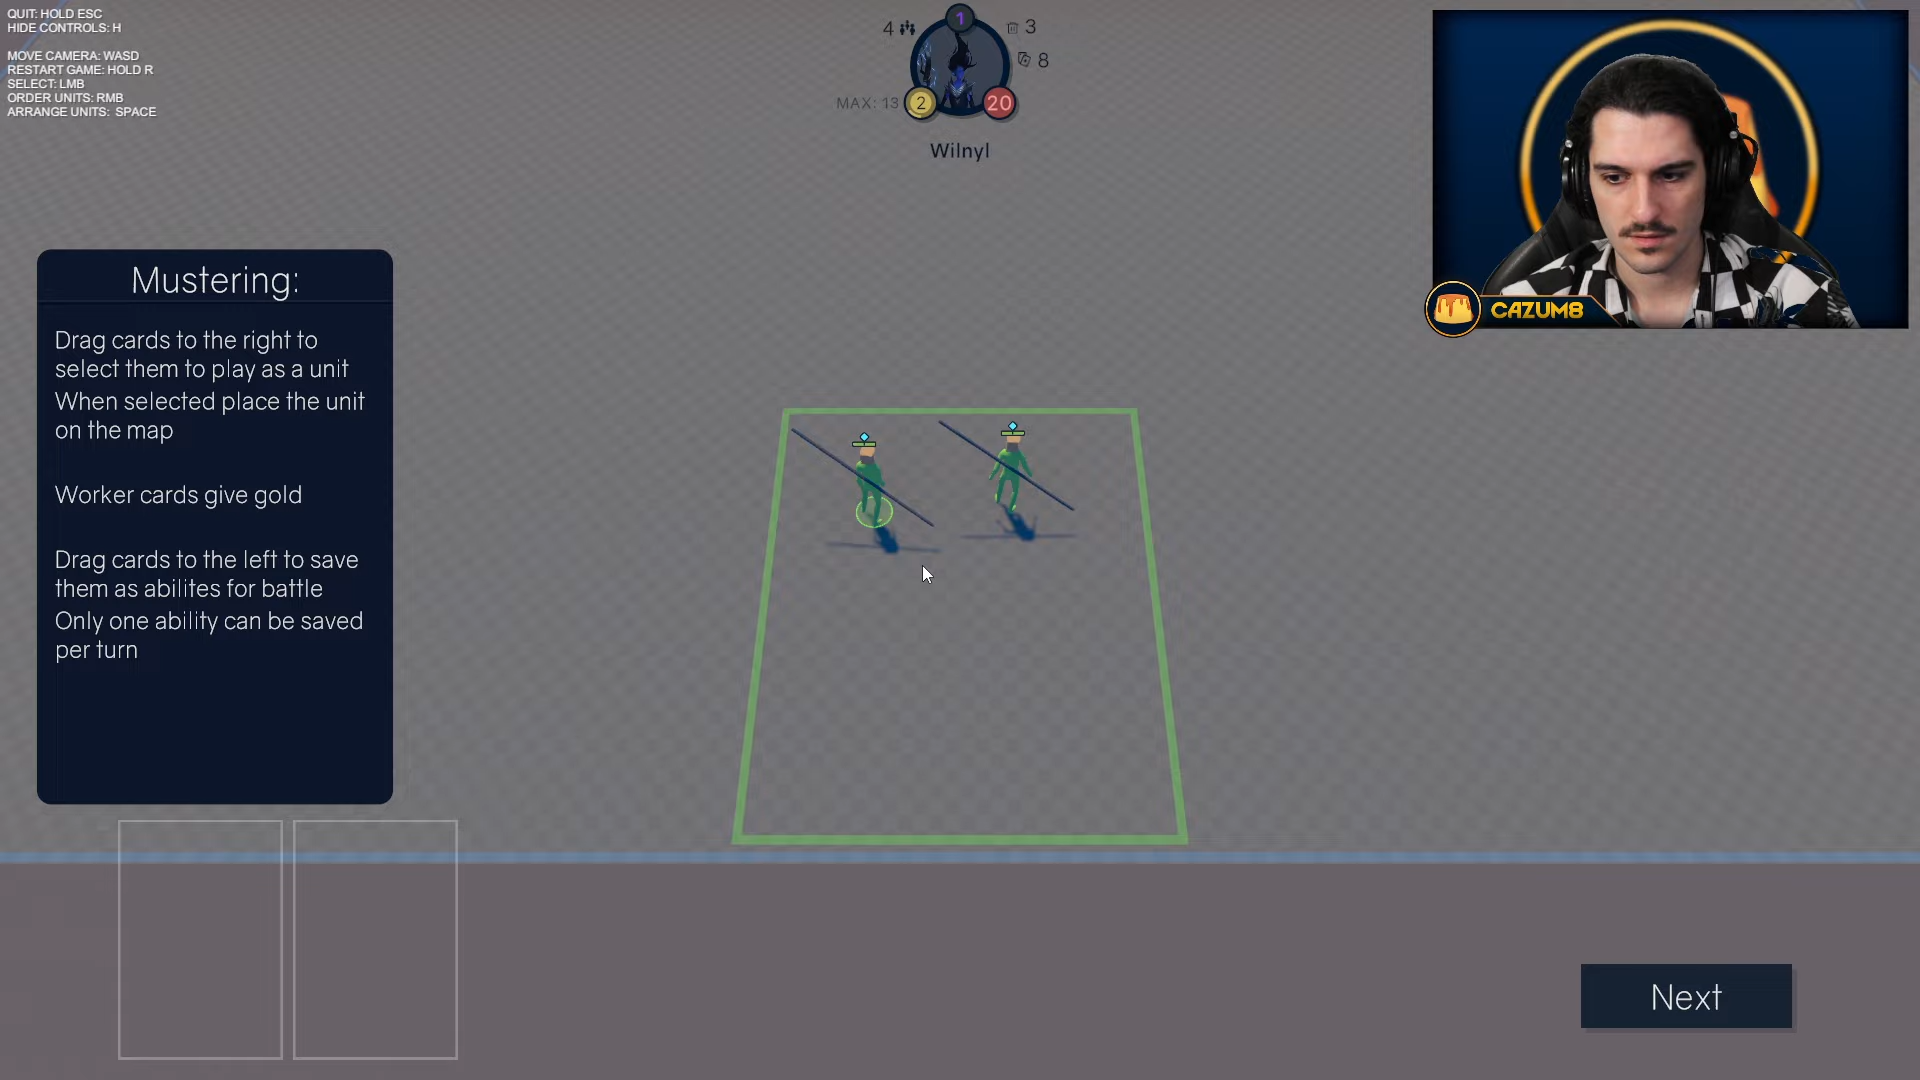 QUIT: HOLD ESC
HIDE CONTROLS: H
MOVE CAMERA: WASD
RESTART GAME: HOLD R
SELECT: LMB
ORDER UNITS: RMB
ARRANGE UNITS: SPACE
4
1
3
8
MAX: 13
2
20
Wilnyl
CAZUM8
Mustering:
Drag cards to the right to
select them to play as a unit
When selected place the unit
on the map
Worker cards give gold
Drag cards to the left to save
them as abilites for battle
Only one ability can be saved
per turn
Next